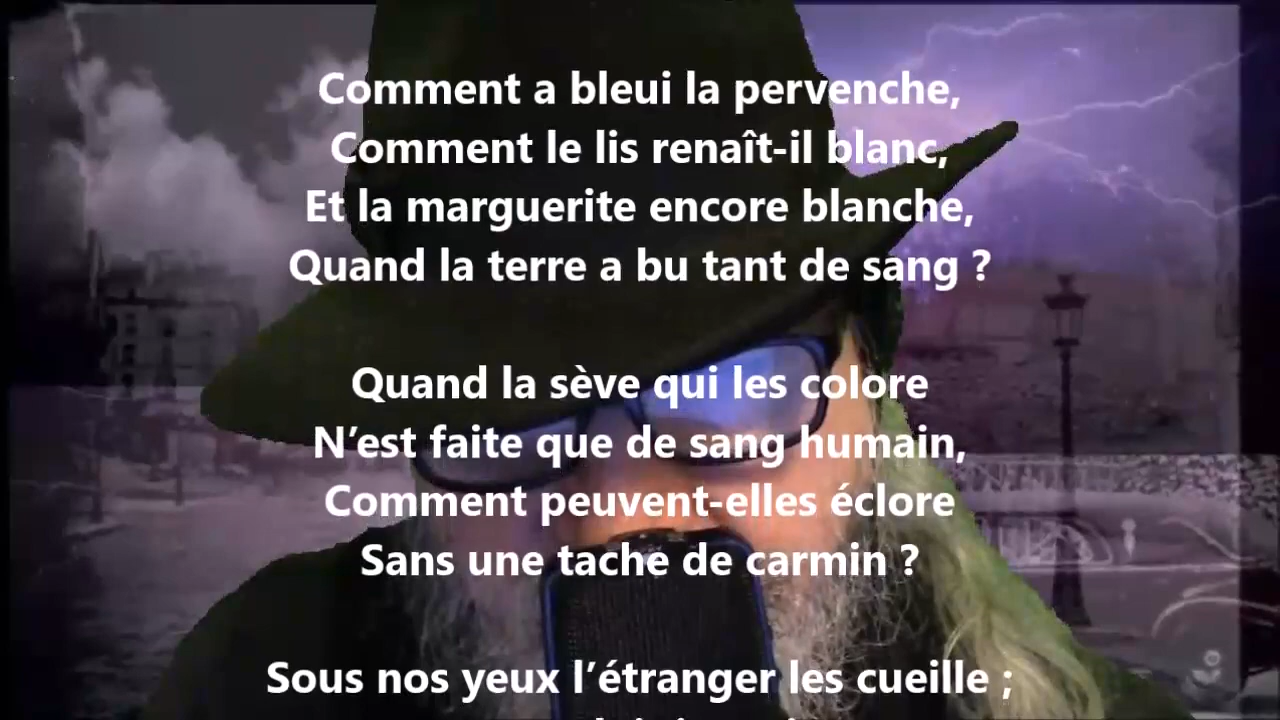 Comment a bleui la pervenche,
Comment le lis renaît-il blanc,
Et la marguerite encore blanche,
Quand la terre a bu tant de sang ?
Quand la sève qui les colore
N’est faite que de sang humain,
Comment peuvent-elles éclore
Sans une tache de carmin ?
Sous nos yeux l’étranger les cueille ;